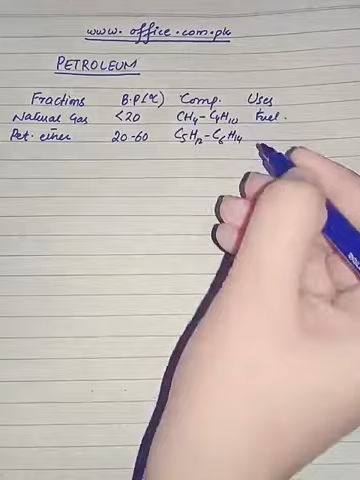 www.office.com.pk
PETROLEUM
Fractions B.P(°C) Comp. Uses
Natural Gas <20 CH4-C4H10 Fuel.
Pet. ether 20-60 C5H12-C6H14